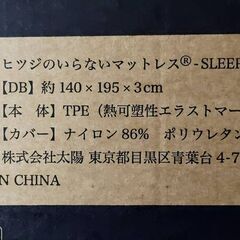 ヒツジのいらないマットレス®-SLEEP
【DB】約 140×195×3cm
【本 体】TPE（熱可塑性エラストマー
【カバー】ナイロン 86% ポリウレタン
株式会社太陽 東京都目黒区青葉台 4-7
N CHINA